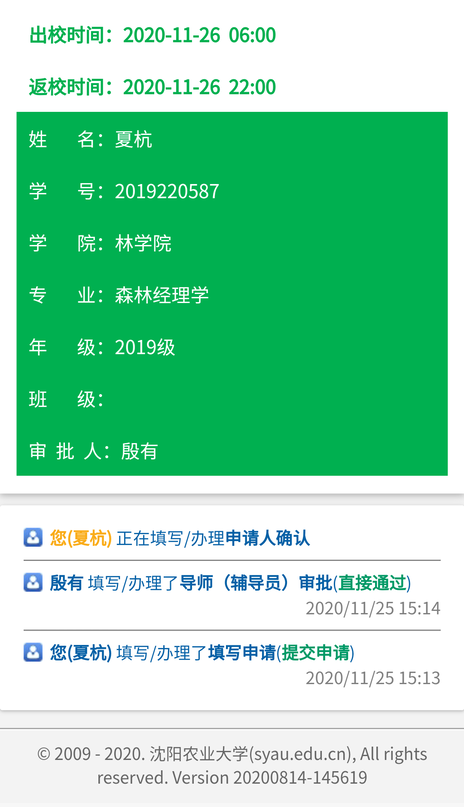 出校时间：2020-11-26 06:00
返校时间：2020-11-26 22:00
姓 名：夏杭
学 号：2019220587
学 院：林学院
专 业：森林经理学
年 级：2019级
班 级：
审 批 人：殷有
您(夏杭) 正在填写/办理申请人确认
殷有 填写/办理了导师（辅导员）审批(直接通过)
2020/11/25 15:14
您(夏杭) 填写/办理了填写申请(提交申请)
2020/11/25 15:13
© 2009 - 2020. 沈阳农业大学(syau.edu.cn), All rights
reserved. Version 20200814-145619